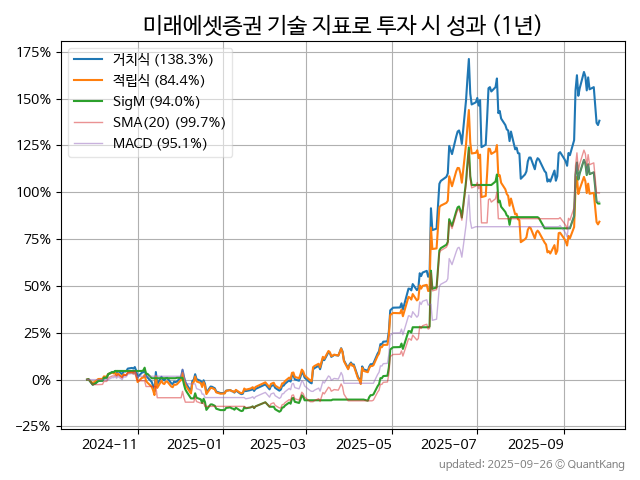 미래에셋증권 기술 지표로 투자 시 성과 (1년)
175%
150%
125%
100%
75%
50%
25%
0%
−25%
거치식 (138.3%)
적립식 (84.4%)
SigM (94.0%)
SMA(20) (99.7%)
MACD (95.1%)
2024-11
2025-01
2025-03
2025-05
2025-07
2025-09
updated: 2025-09-26 © QuantKang